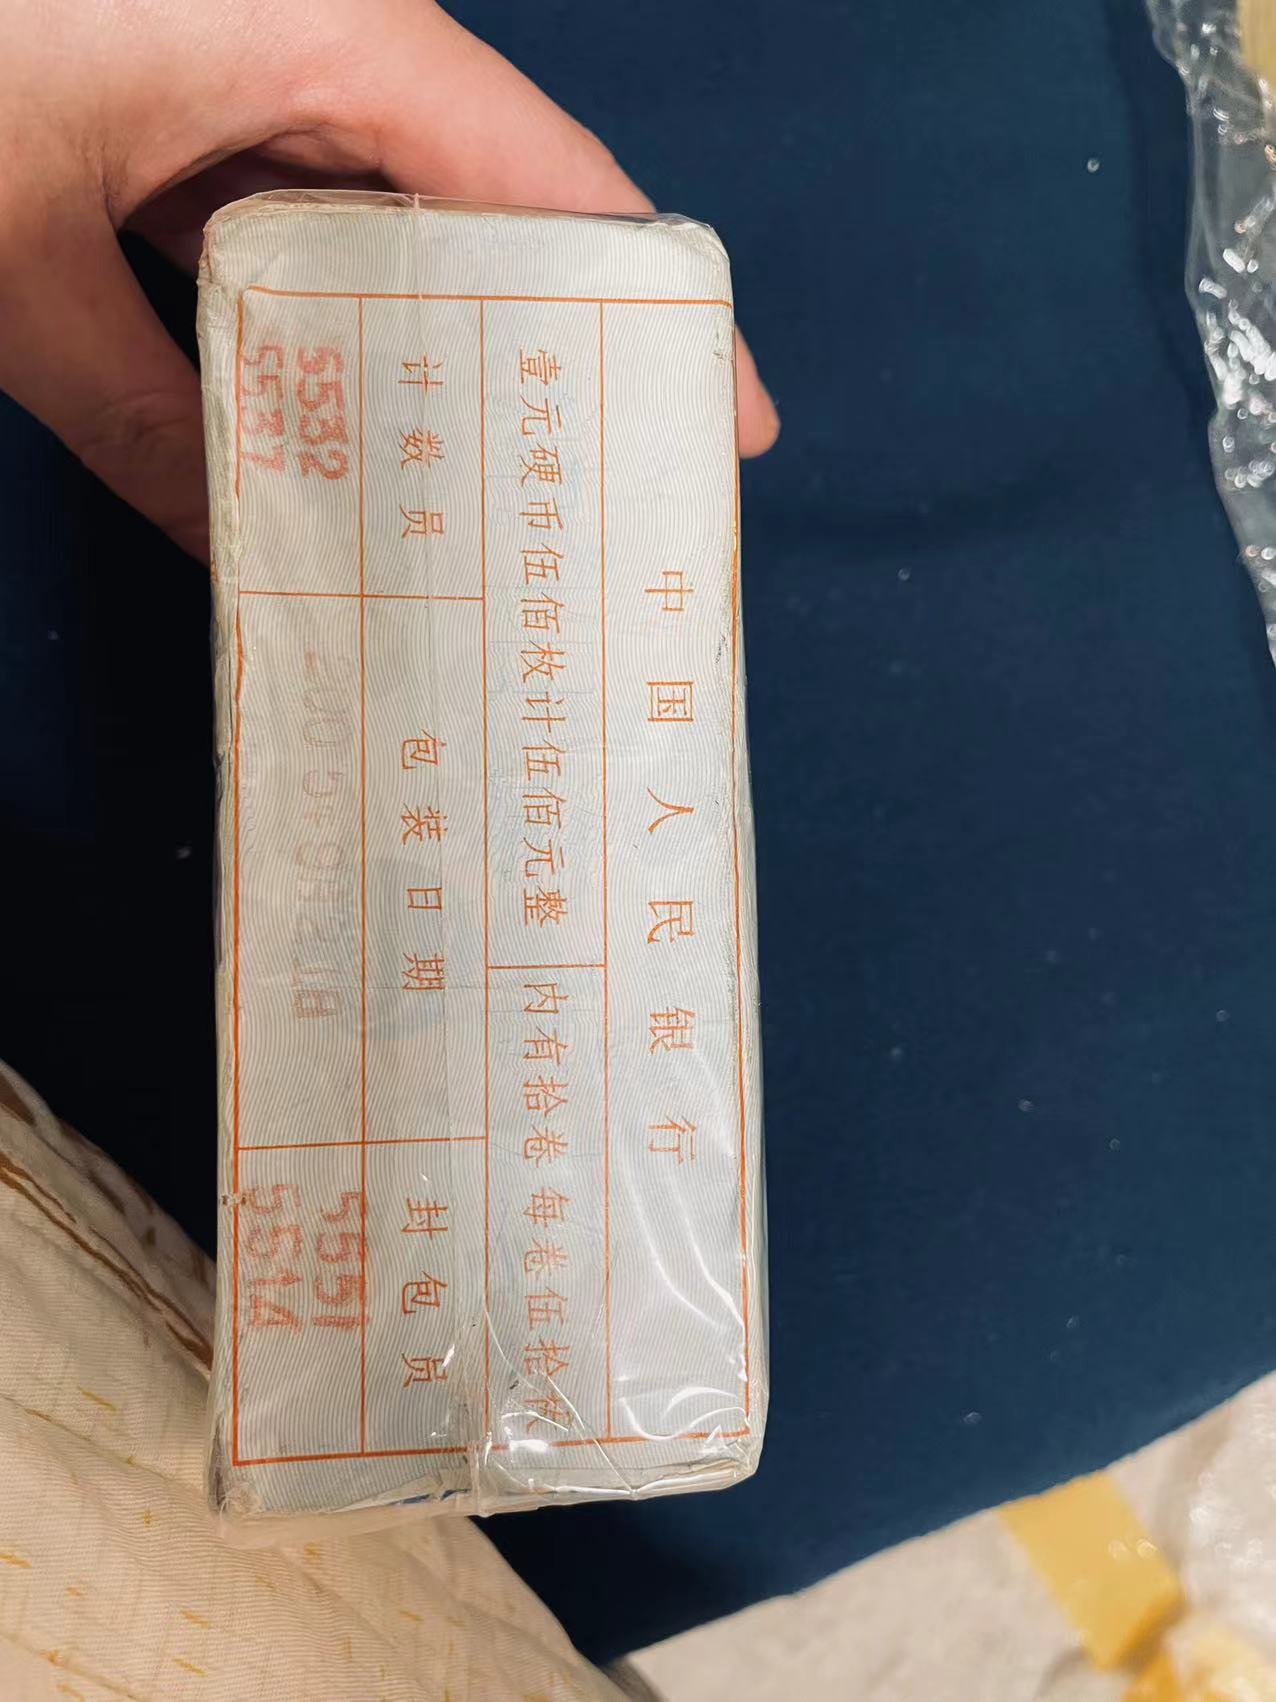 中国人民银行
壹元硬币伍佰枚计伍佰元整 内有拾卷 每卷伍拾枚
计数员 包装日期 封包员
5532 5551
5537 5514